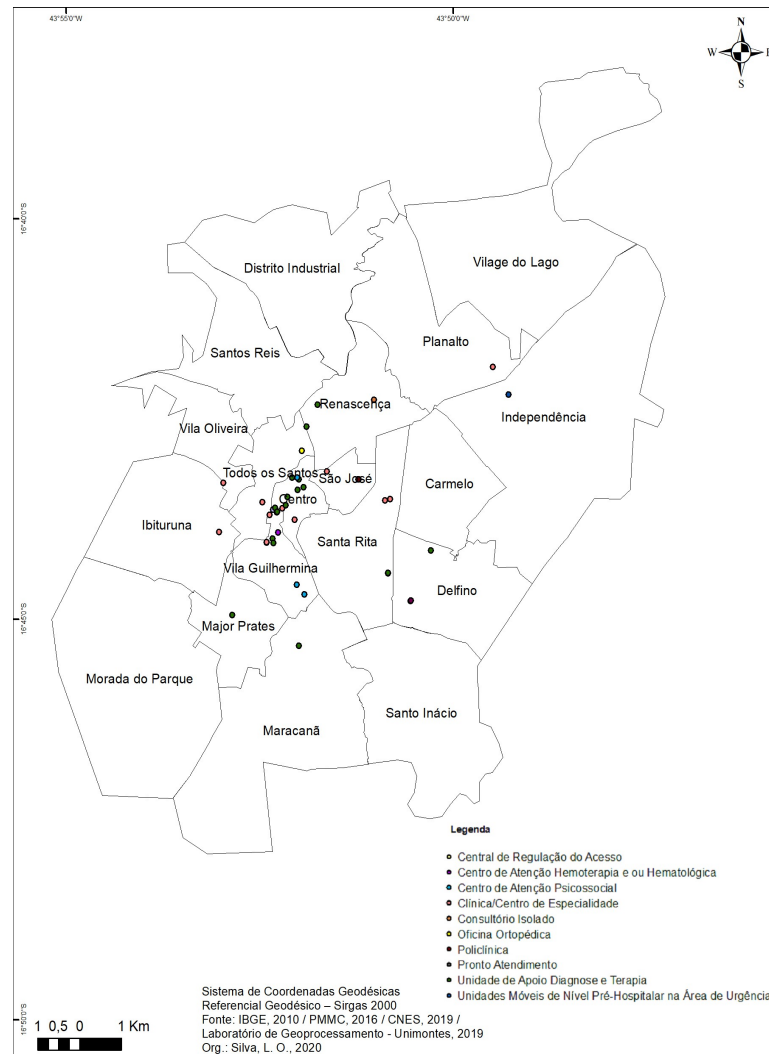 43°55'0"W
43°50'0"W
N
W
E
S
16°40'0"S
Vilage do Lago
Distrito Industrial
Planalto
Santos Reis
Renascença
Independência
Vila Oliveira
Todos os Santos
São José
Carmelo
Centro
Ibituruna
Santa Rita
Vila Guilhermina
Delfino
16°45'0"S
Major Prates
Morada do Parque
Santo Inácio
Maracanã
Legenda
Central de Regulação do Acesso
Centro de Atenção Hemoterapia e ou Hematológica
Centro de Atenção Psicossocial
Clínica/Centro de Especialidade
Consultório Isolado
Oficina Ortopédica
Policlínica
Pronto Atendimento
Unidade de Apoio Diagnose e Terapia
Unidades Móveis de Nível Pré-Hospitalar na Área de Urgência
Sistema de Coordenadas Geodésicas
Referencial Geodésico – Sirgas 2000
Fonte: IBGE, 2010 / PMMC, 2016 / CNES, 2019 /
Laboratório de Geoprocessamento - Unimontes, 2019
Org.: Silva, L. O., 2020
16°50'0"S
1 0,5 0 1 Km